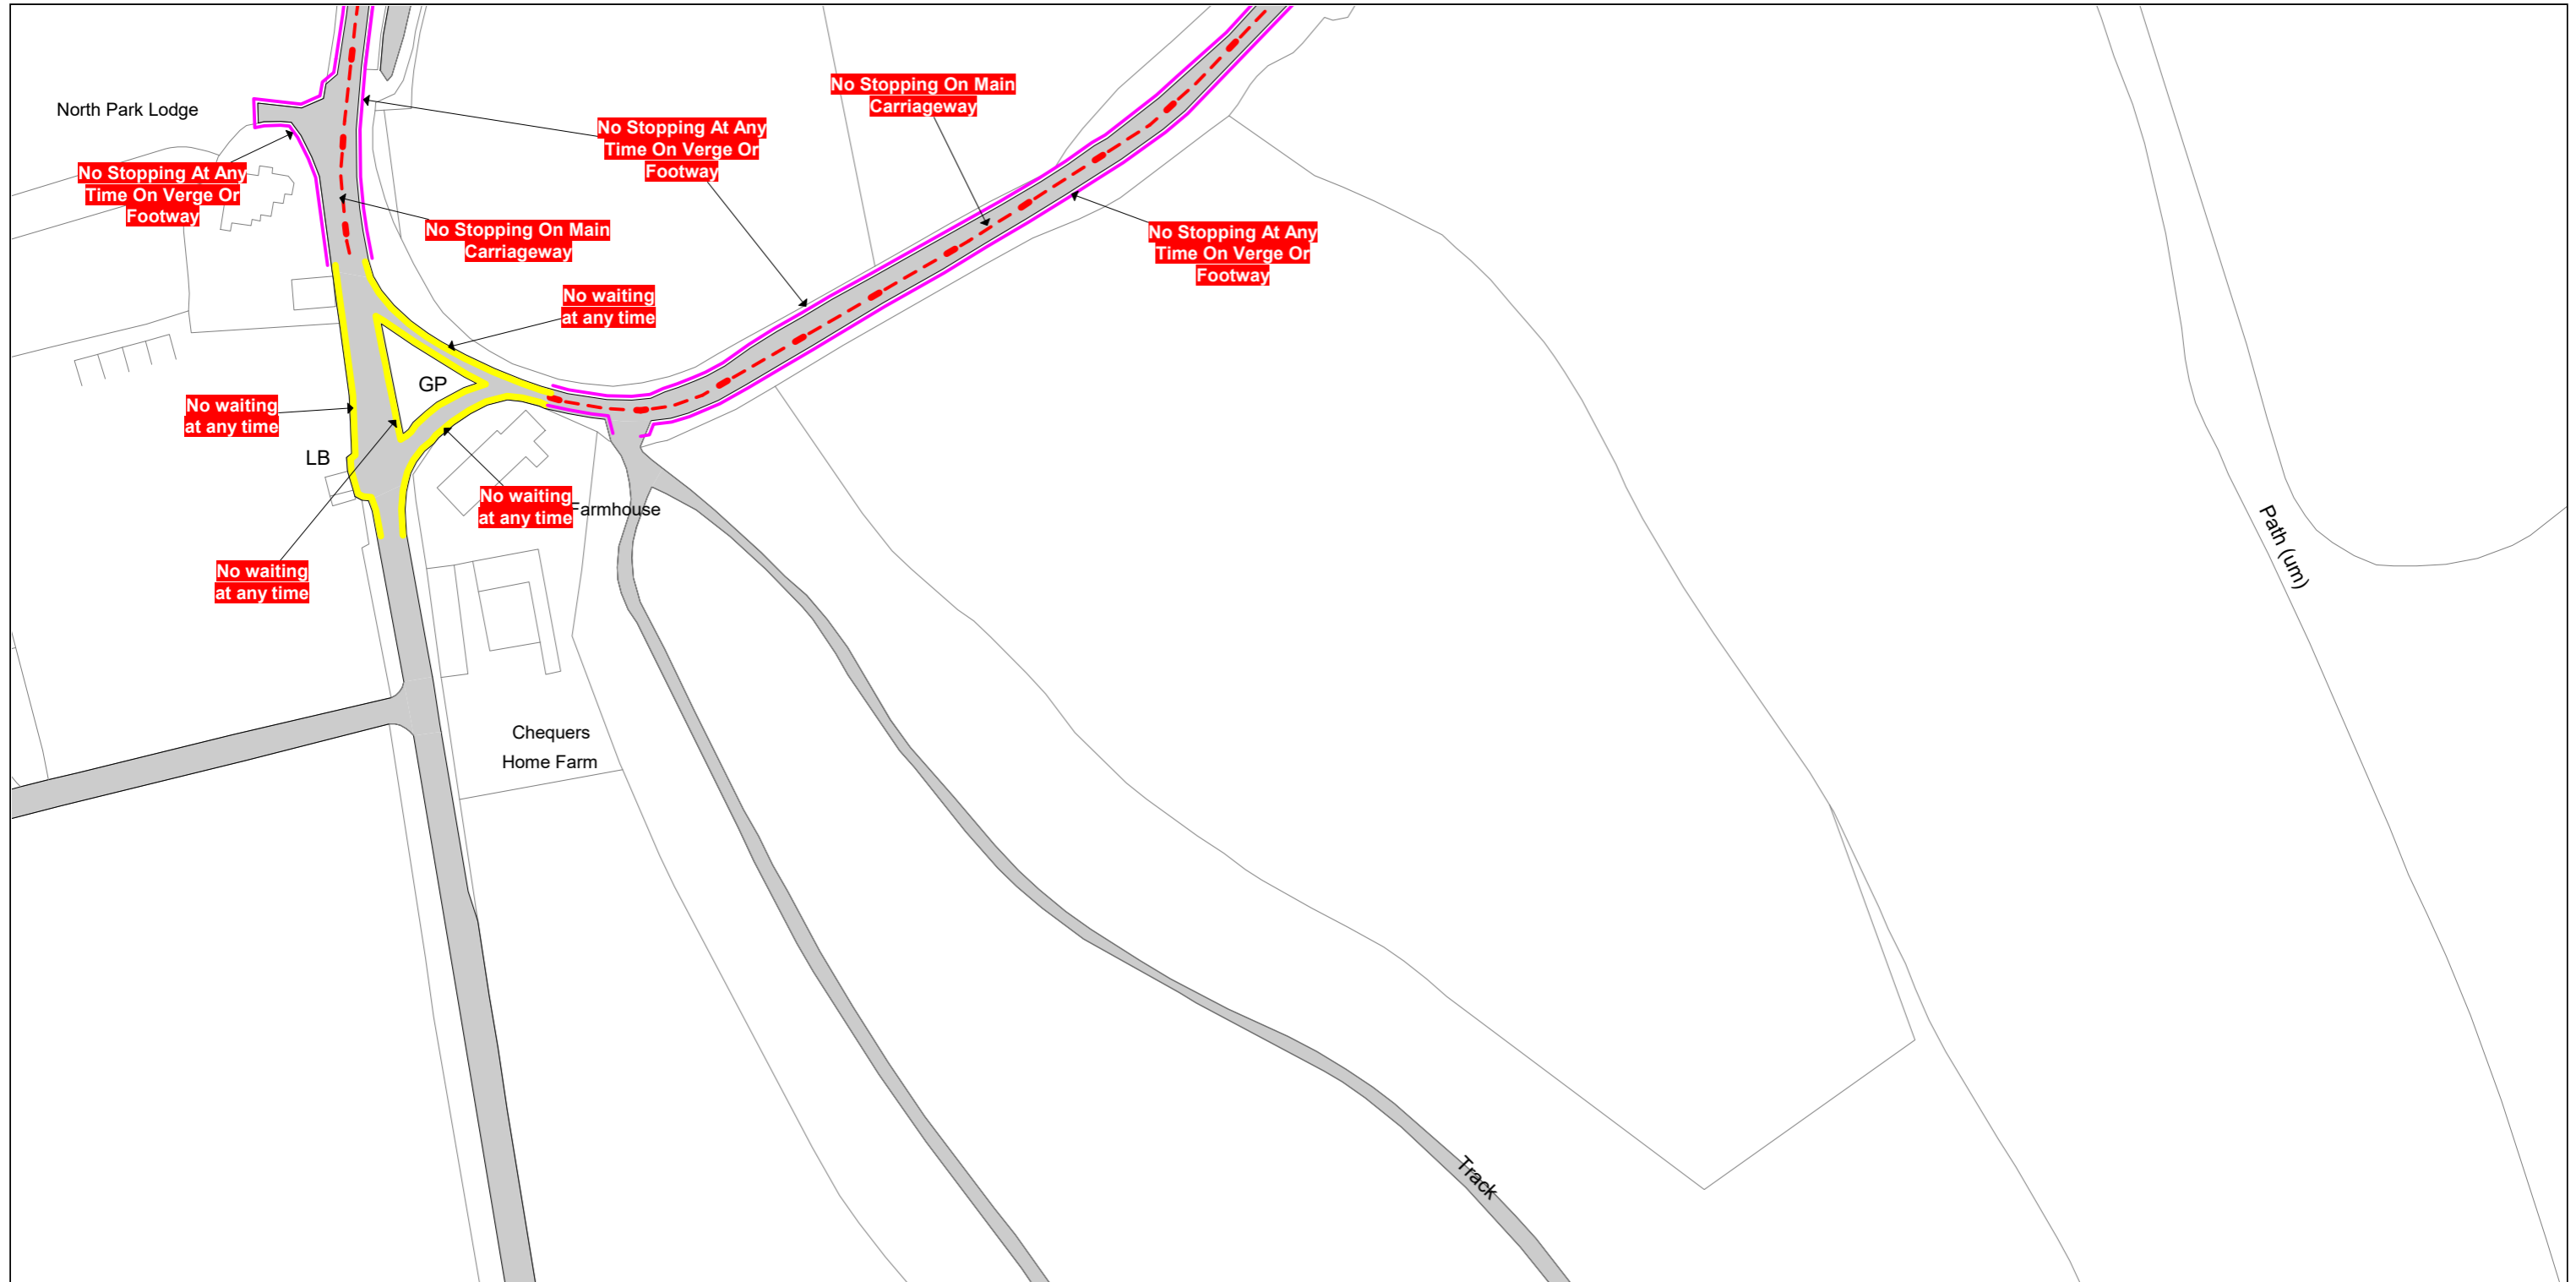 No Stopping On Main
Carriageway
North Park Lodge
No Stopping At Any
Time On Verge Or
Footway
No Stopping At Any
Time On Verge Or
Footway
No Stopping On Main
Carriageway
No Stopping At Any
Time On Verge Or
Footway
No waiting
at any time
GP
No waiting
at any time
LB
No waiting
at any time
Farmhouse
Path (um)
No waiting
at any time
Chequers
Home Farm
Track